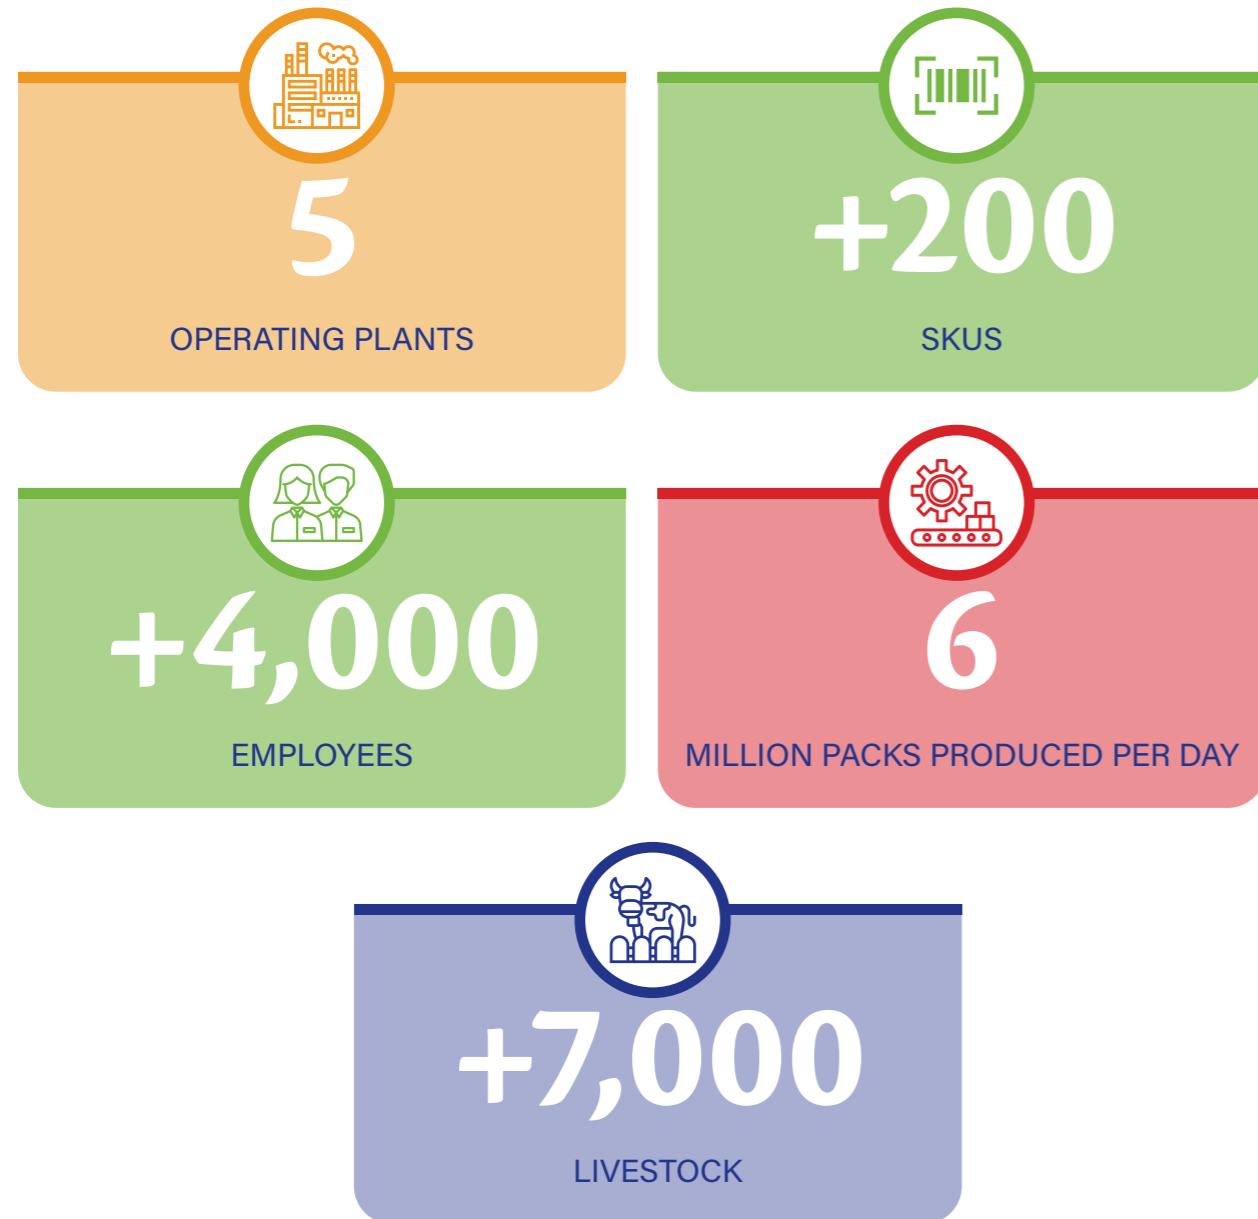 5
OPERATING PLANTS
+200
SKUS
+4,000
EMPLOYEES
6
MILLION PACKS PRODUCED PER DAY
+7,000
LIVESTOCK